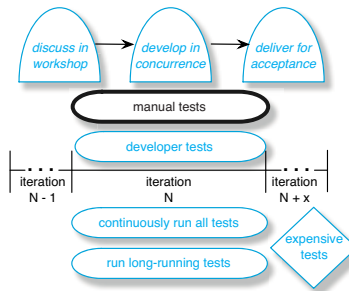 discuss in
workshop
develop in
concurrence
deliver for
acceptance
manual tests
developer tests
. . .
. . .
iteration
N - 1
iteration
N
iteration
N + x
continuously run all tests
expensive
tests
run long-running tests